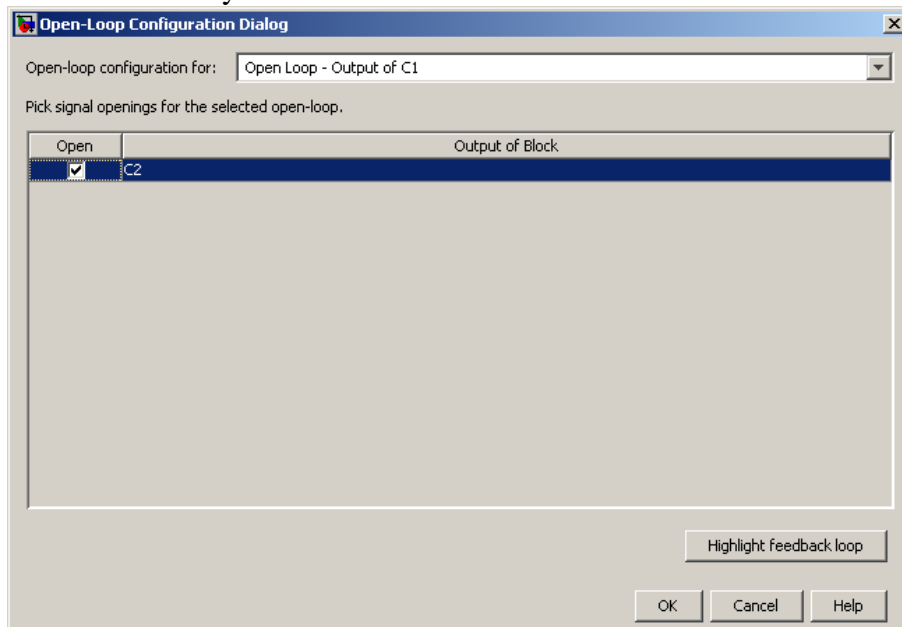 Open-Loop Configuration Dialog
Open-loop configuration for: Open Loop - Output of C1
Pick signal openings for the selected open-loop.
Open Output of Block
C2
Highlight feedback loop
OK Cancel Help